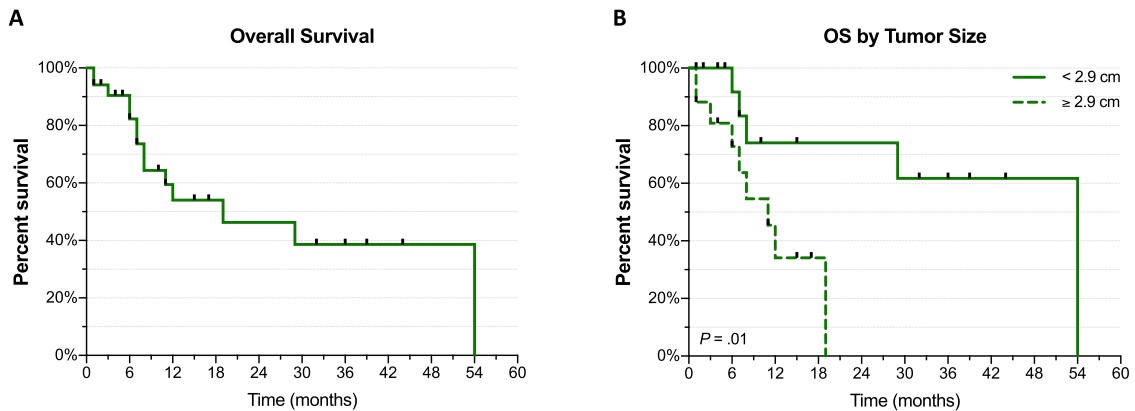 A
Overall Survival
Percent survival
100%
80%
60%
40%
20%
0%
0 6 12 18 24 30 36 42 48 54 60
Time (months)
B
OS by Tumor Size
Percent survival
100%
80%
60%
40%
20%
0%
< 2.9 cm
≥ 2.9 cm
P = .01
0 6 12 18 24 30 36 42 48 54 60
Time (months)